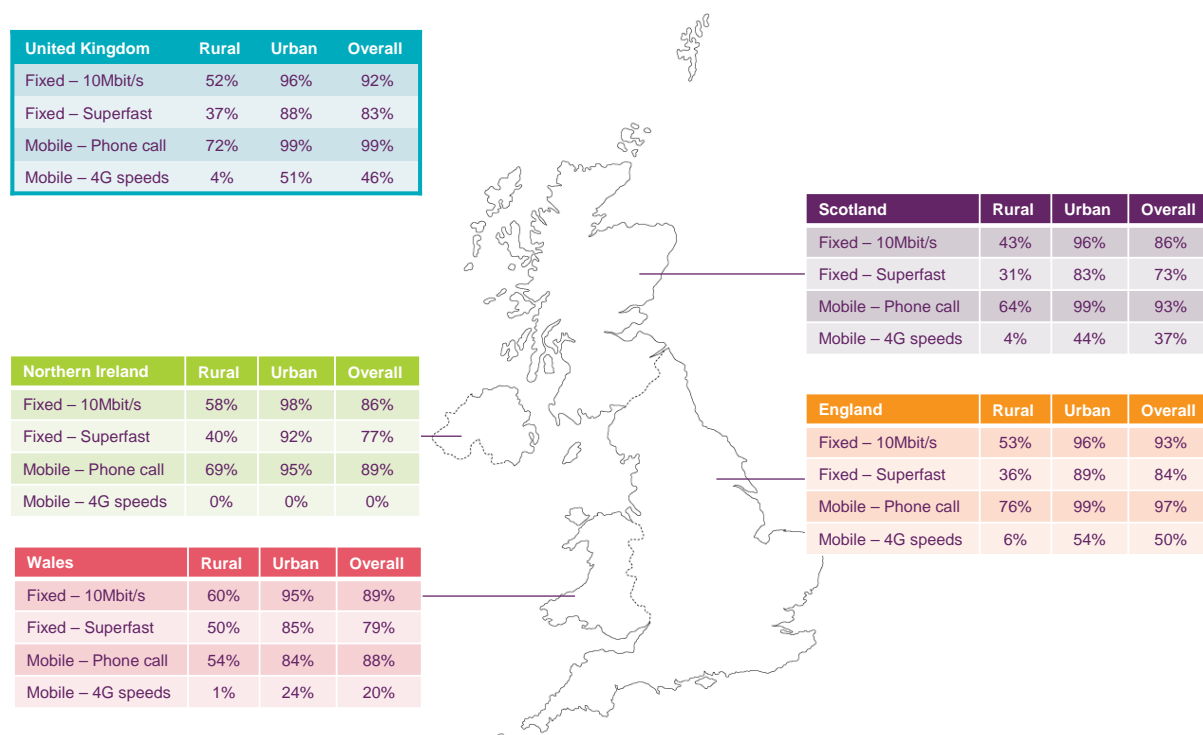 United Kingdom Rural Urban Overall
Fixed – 10Mbit/s 52% 96% 92%
Fixed – Superfast 37% 88% 83%
Mobile – Phone call 72% 99% 99%
Mobile – 4G speeds 4% 51% 46%
Scotland Rural Urban Overall
Fixed – 10Mbit/s 43% 96% 86%
Fixed – Superfast 31% 83% 73%
Mobile – Phone call 64% 99% 93%
Mobile – 4G speeds 4% 44% 37%
Northern Ireland Rural Urban Overall
Fixed – 10Mbit/s 58% 98% 86%
Fixed – Superfast 40% 92% 77%
Mobile – Phone call 69% 95% 89%
Mobile – 4G speeds 0% 0% 0%
England Rural Urban Overall
Fixed – 10Mbit/s 53% 96% 93%
Fixed – Superfast 36% 89% 84%
Mobile – Phone call 76% 99% 97%
Mobile – 4G speeds 6% 54% 50%
Wales Rural Urban Overall
Fixed – 10Mbit/s 60% 95% 89%
Fixed – Superfast 50% 85% 79%
Mobile – Phone call 54% 84% 88%
Mobile – 4G speeds 1% 24% 20%